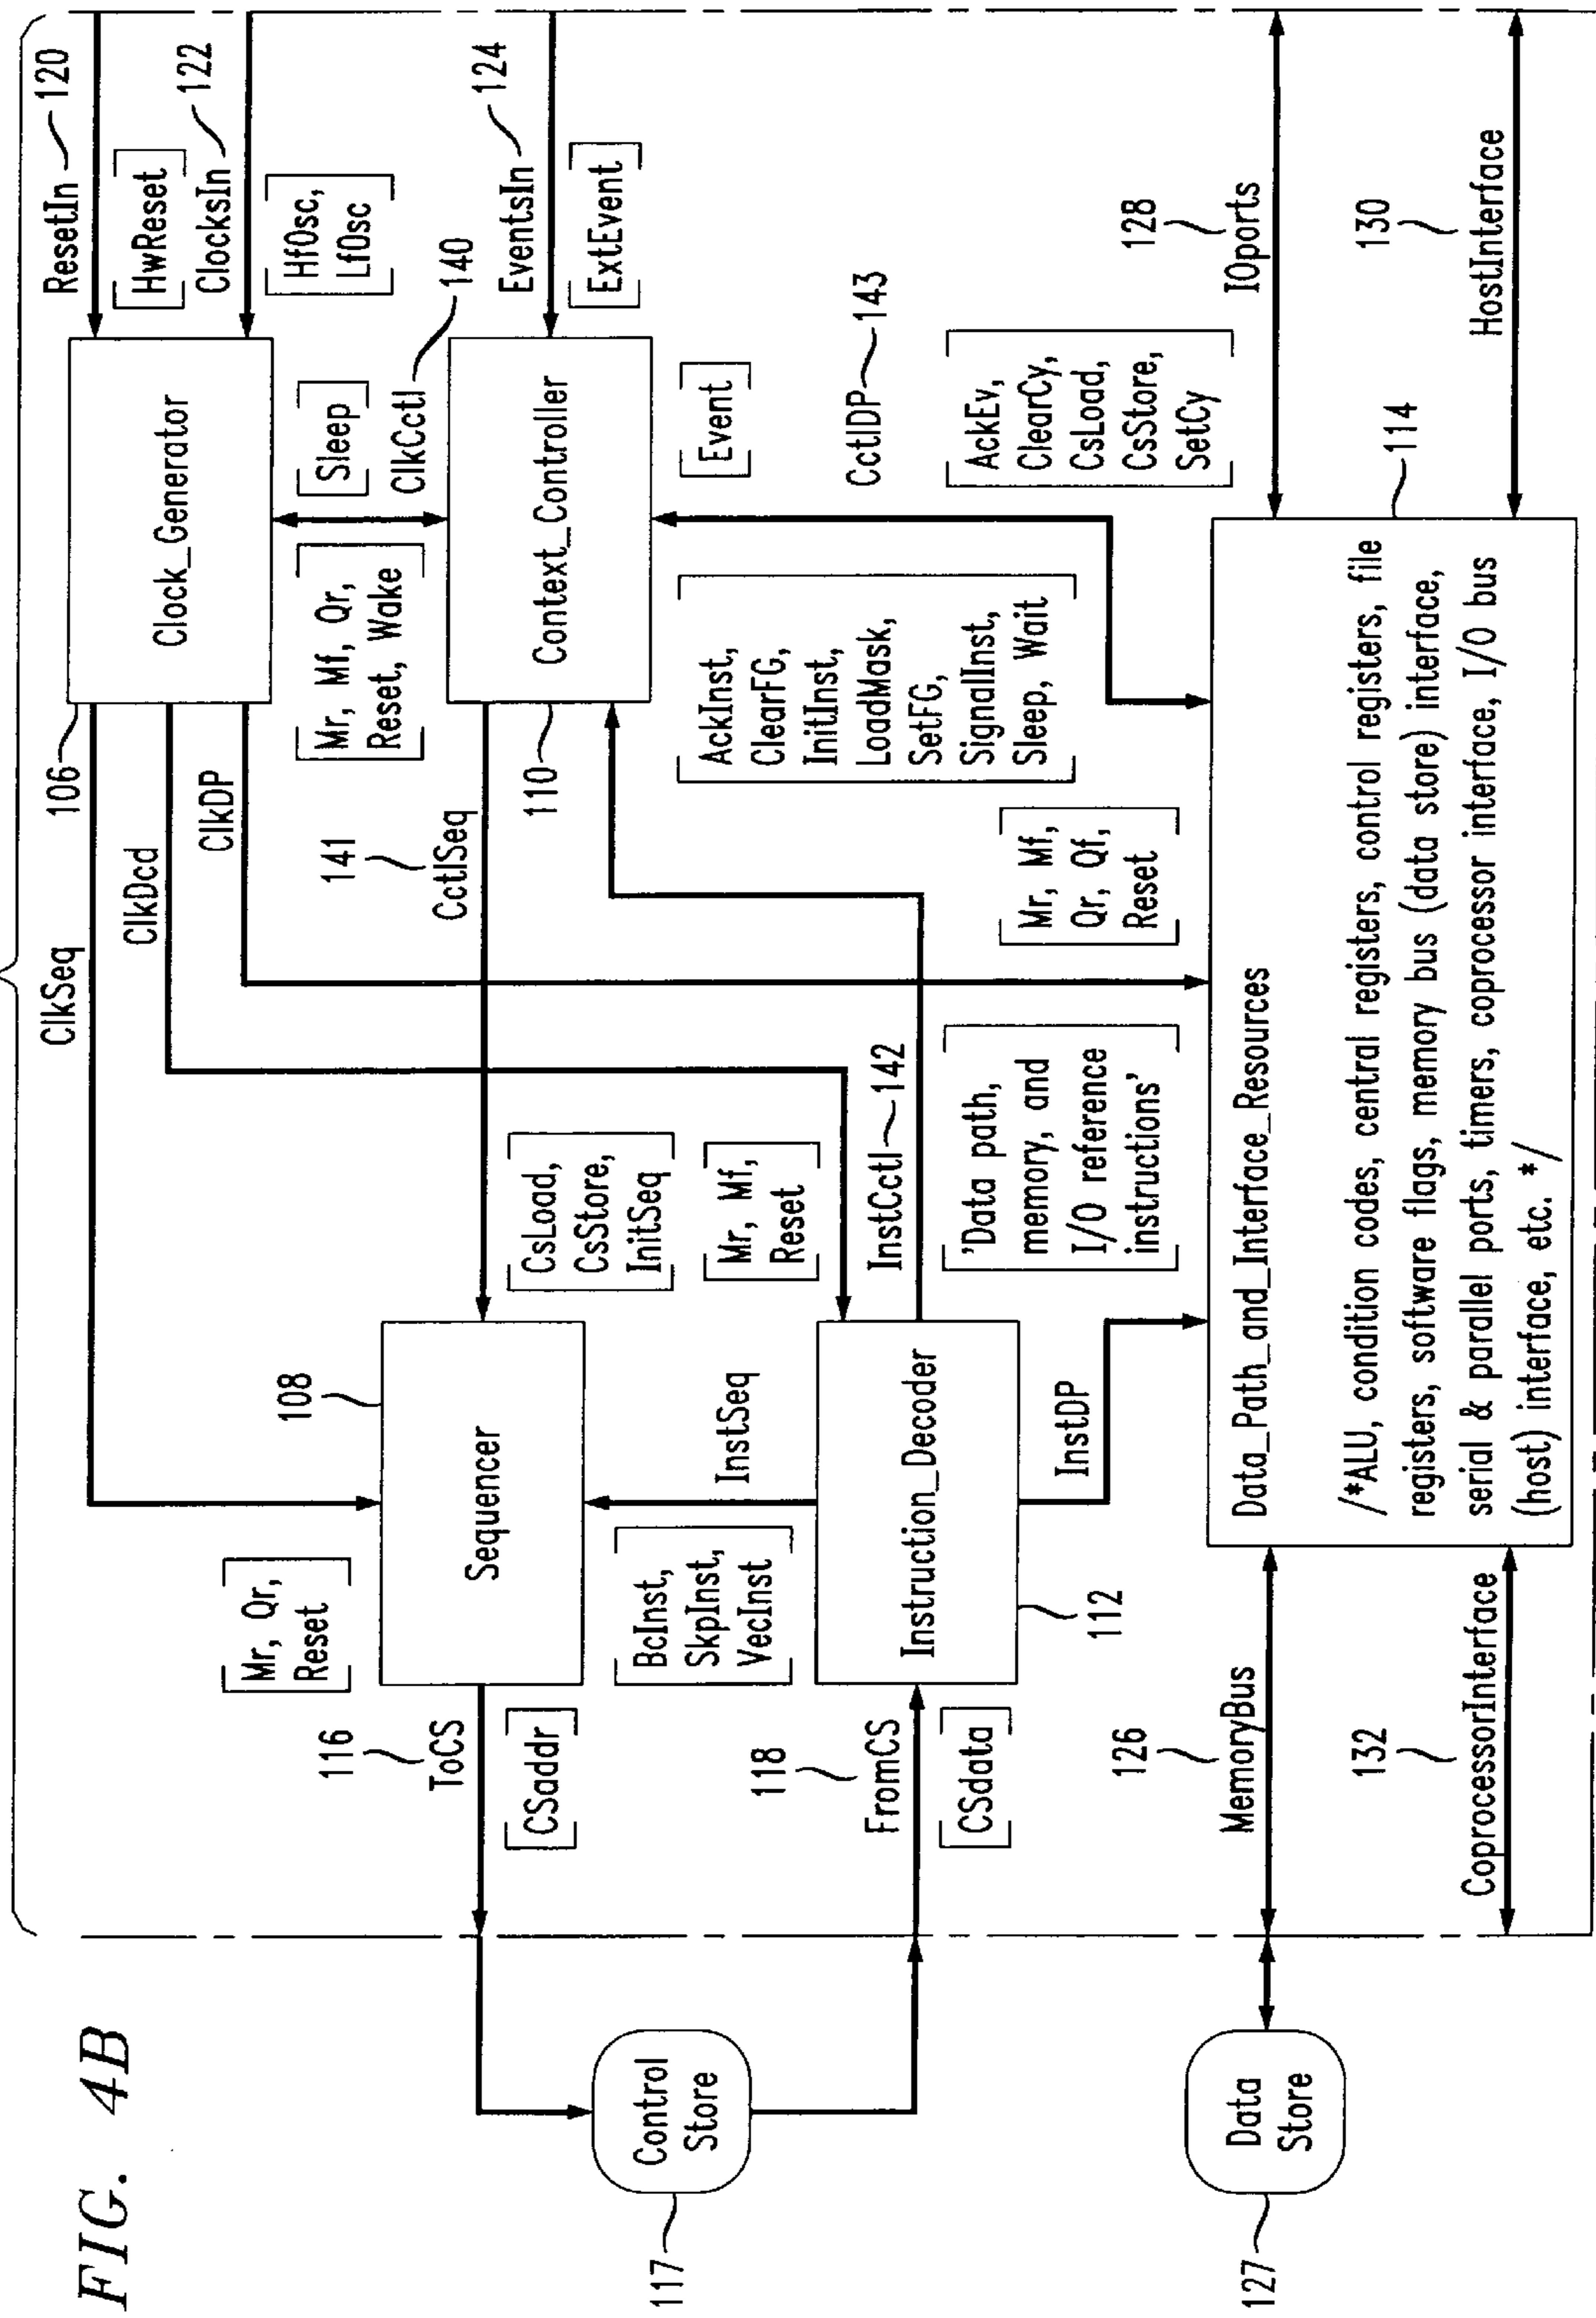 FIG. 4B
ClkSeq
ClkDcd
ClkDP
106
Clock_Generator
ResetIn
120
[HwReset]
ClocksIn
122
[HfOsc,
LfOsc]
[Mr, Qr,
Reset]
108
141
CctlSeq
[Mr, Mf, Qr,
Reset, Wake]
[Sleep]
ClkCctl
140
116
ToCS
[CSaddr]
Sequencer
[CsLoad,
CsStore,
InitSeq]
110
Context_Controller
EventsIn
124
[ExtEvent]
117
Control
Store
[BcInst,
SkpInst,
VecInst]
InstSeq
[Mr, Mf,
Reset]
[AckInst,
ClearFG,
InitInst,
LoadMask,
SetFG,
SignalInst,
Sleep, Wait]
[Event]
118
FromCS
[CSdata]
Instruction_Decoder
112
InstCctl
142
CctlDP
143
['Data path,
memory, and
I/O reference
instructions']
InstDP
[Mr, Mf,
Qr, Qf,
Reset]
[AckEv,
ClearCy,
CsLoad,
CsStore,
SetCy]
127
Data
Store
126
MemoryBus
132
CoprocessorInterface
Data_Path_and_Interface_Resources
/*ALU, condition codes, central registers, control registers, file
registers, software flags, memory bus (data store) interface,
serial & parallel ports, timers, coprocessor interface, I/O bus
(host) interface, etc. */
114
128
IOports
130
HostInterface